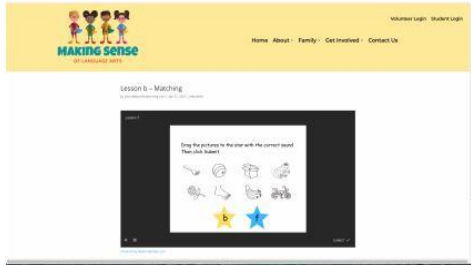 Volunteer Login Student Login
MAKING SENSE
OF LANGUAGE ARTS
Home About Family Get Involved Contact Us
Lesson b – Matching
Drag the pictures to the star with the correct sound.
Then click Submit
b f
SUBMIT